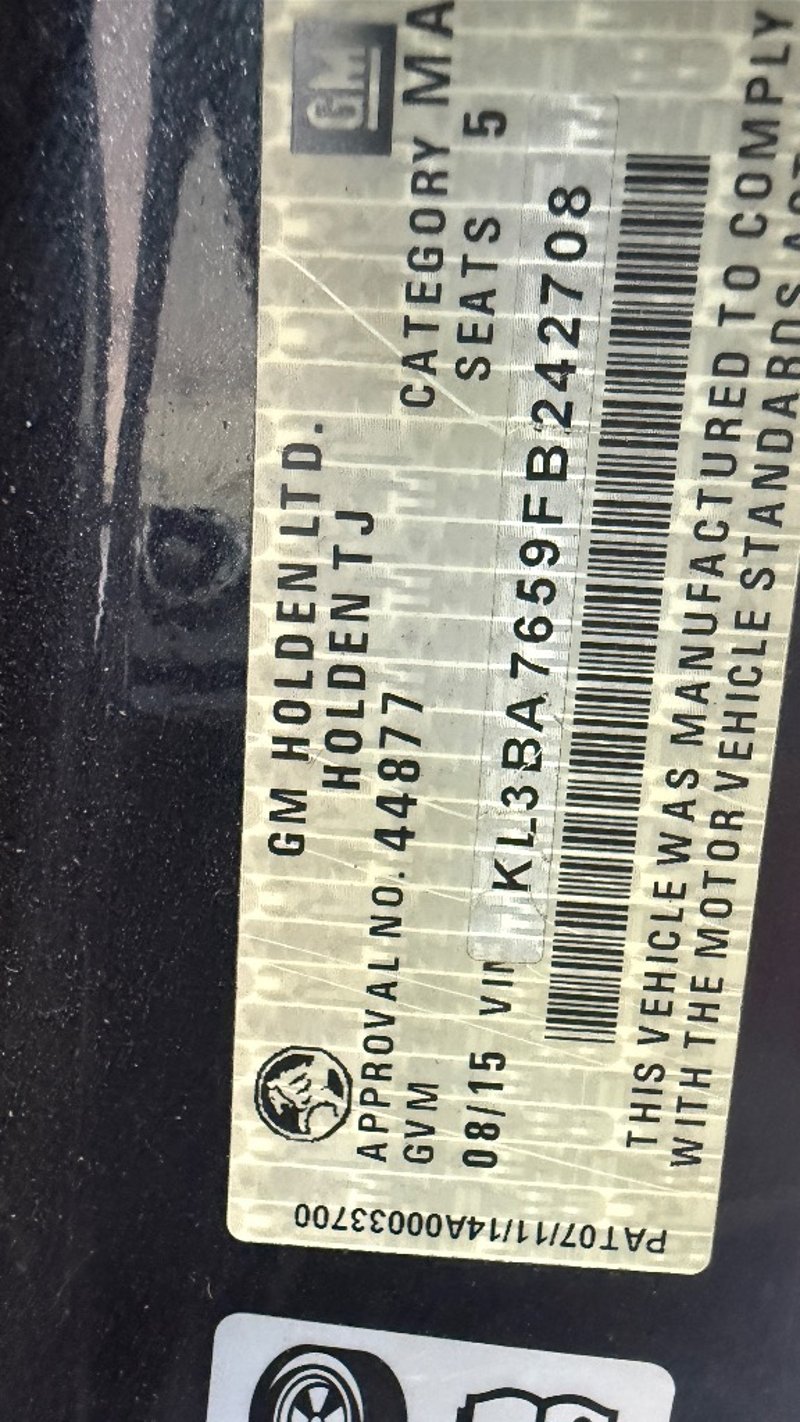 GM
GM HOLDEN LTD.
HOLDEN TJ
APPROVAL NO. 44877 CATEGORY MA
GVM SEATS 5
08/15 VIN KL3BA7659FB242708
THIS VEHICLE WAS MANUFACTURED TO COMPLY
WITH THE MOTOR VEHICLE STANDARDS ACT
PAT07/11/14A00033700